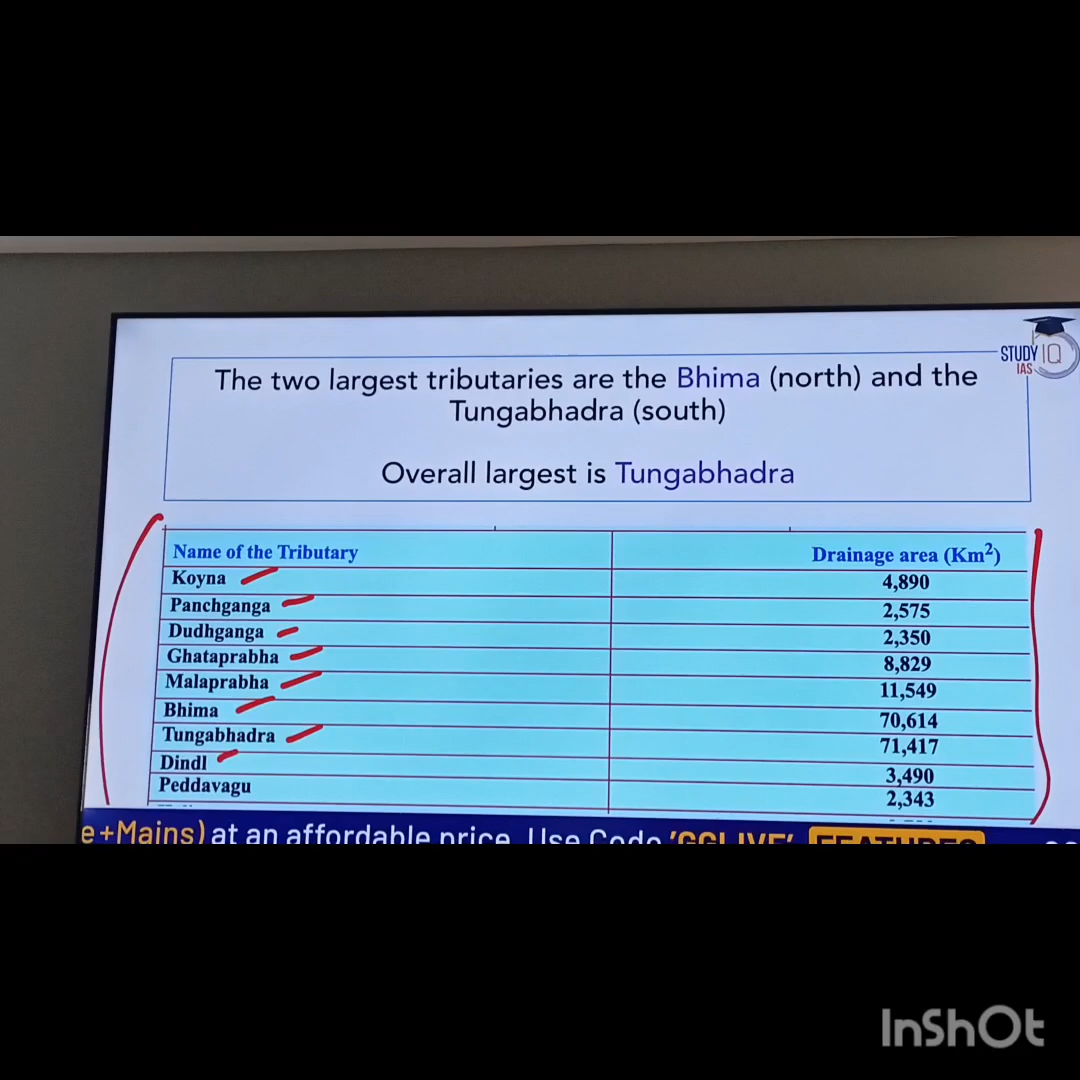 STUDY IQ
IAS
The two largest tributaries are the Bhima (north) and the
Tungabhadra (south)
Overall largest is Tungabhadra
Name of the Tributary Drainage area (Km²)
Koyna 4,890
Panchganga 2,575
Dudhganga 2,350
Ghataprabha 8,829
Malaprabha 11,549
Bhima 70,614
Tungabhadra 71,417
Dindl 3,490
Peddavagu 2,343
e+Mains) at an affordable price. Use Code 'GGLIVE' FEATURES
InShOt